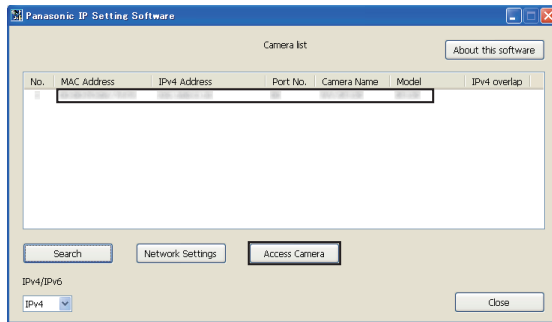 Panasonic IP Setting Software
Camera list
About this software
No. MAC Address IPv4 Address Port No. Camera Name Model IPv4 overlap
Search Network Settings Access Camera
IPv4/IPv6
IPv4 Close